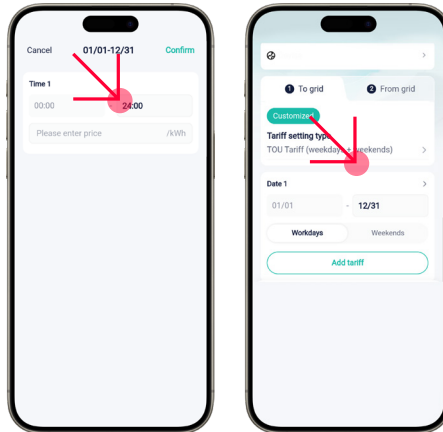 Cancel 01/01-12/31 Confirm
Time 1
00:00 24:00
Please enter price /kWh
1 To grid 2 From grid
Customized
Tariff setting type
TOU Tariff (weekdays + weekends)
Date 1
01/01 - 12/31
Workdays Weekends
Add tariff